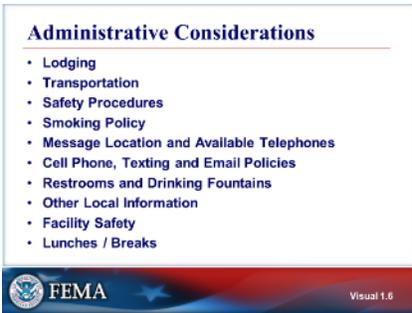 Administrative Considerations
• Lodging
• Transportation
• Safety Procedures
• Smoking Policy
• Message Location and Available Telephones
• Cell Phone, Texting and Email Policies
• Restrooms and Drinking Fountains
• Other Local Information
• Facility Safety
• Lunches / Breaks
FEMA
Visual 1.6